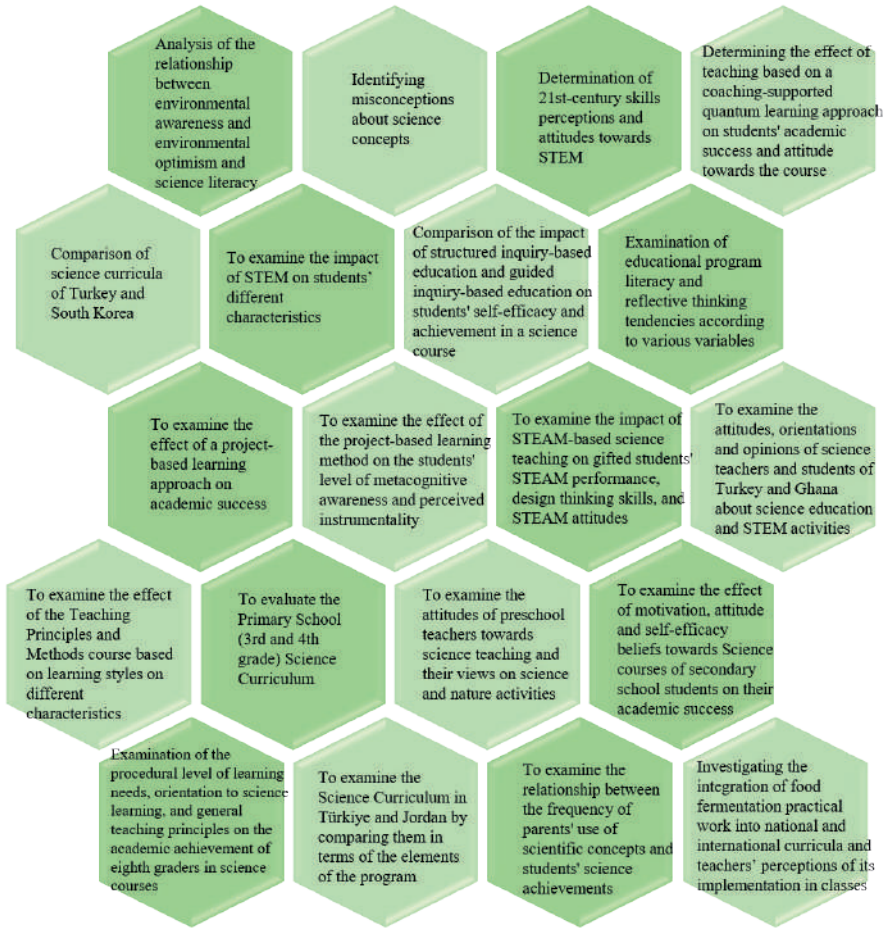 Analysis of the
relationship
between
environmental
awareness and
environmental
optimism and
science literacy
Identifying
misconceptions
about science
concepts
Determination of
21st-century skills
perceptions and
attitudes towards
STEM
Determining the effect of
teaching based on a
coaching-supported
quantum learning approach
on students' academic
success and attitude
towards the course
Comparison of
science curricula
of Turkey and
South Korea
To examine the impact
of STEM on students’
different
characteristics
Comparison of the impact
of structured inquiry-based
education and guided
inquiry-based education on
students' self-efficacy and
achievement in a science
course
Examination of
educational program
literacy and
reflective thinking
tendencies according
to various variables
To examine the
effect of a project-
based learning
approach on
academic success
To examine the effect of
the project-based learning
method on the students'
level of metacognitive
awareness and perceived
instrumentality
To examine the impact of
STEAM-based science
teaching on gifted students'
STEAM performance,
design thinking skills, and
STEAM attitudes
To examine the
attitudes, orientations
and opinions of science
teachers and students of
Turkey and Ghana
about science education
and STEM activities
To examine the effect
of the Teaching
Principles and
Methods course based
on learning styles on
different
characteristics
To evaluate the
Primary School
(3rd and 4th
grade) Science
Curriculum
To examine the
attitudes of preschool
teachers towards
science teaching and
their views on science
and nature activities
To examine the effect
of motivation, attitude
and self-efficacy
beliefs towards Science
courses of secondary
school students on their
academic success
Examination of the
procedural level of learning
needs, orientation to science
learning, and general
teaching principles on the
academic achievement of
eighth graders in science
courses
To examine the
Science Curriculum in
Türkiye and Jordan by
comparing them in
terms of the elements
of the program
To examine the
relationship between
the frequency of
parents' use of
scientific concepts and
students' science
achievements
Investigating the
integration of food
fermentation practical
work into national and
international curricula and
teachers’ perceptions of its
implementation in classes